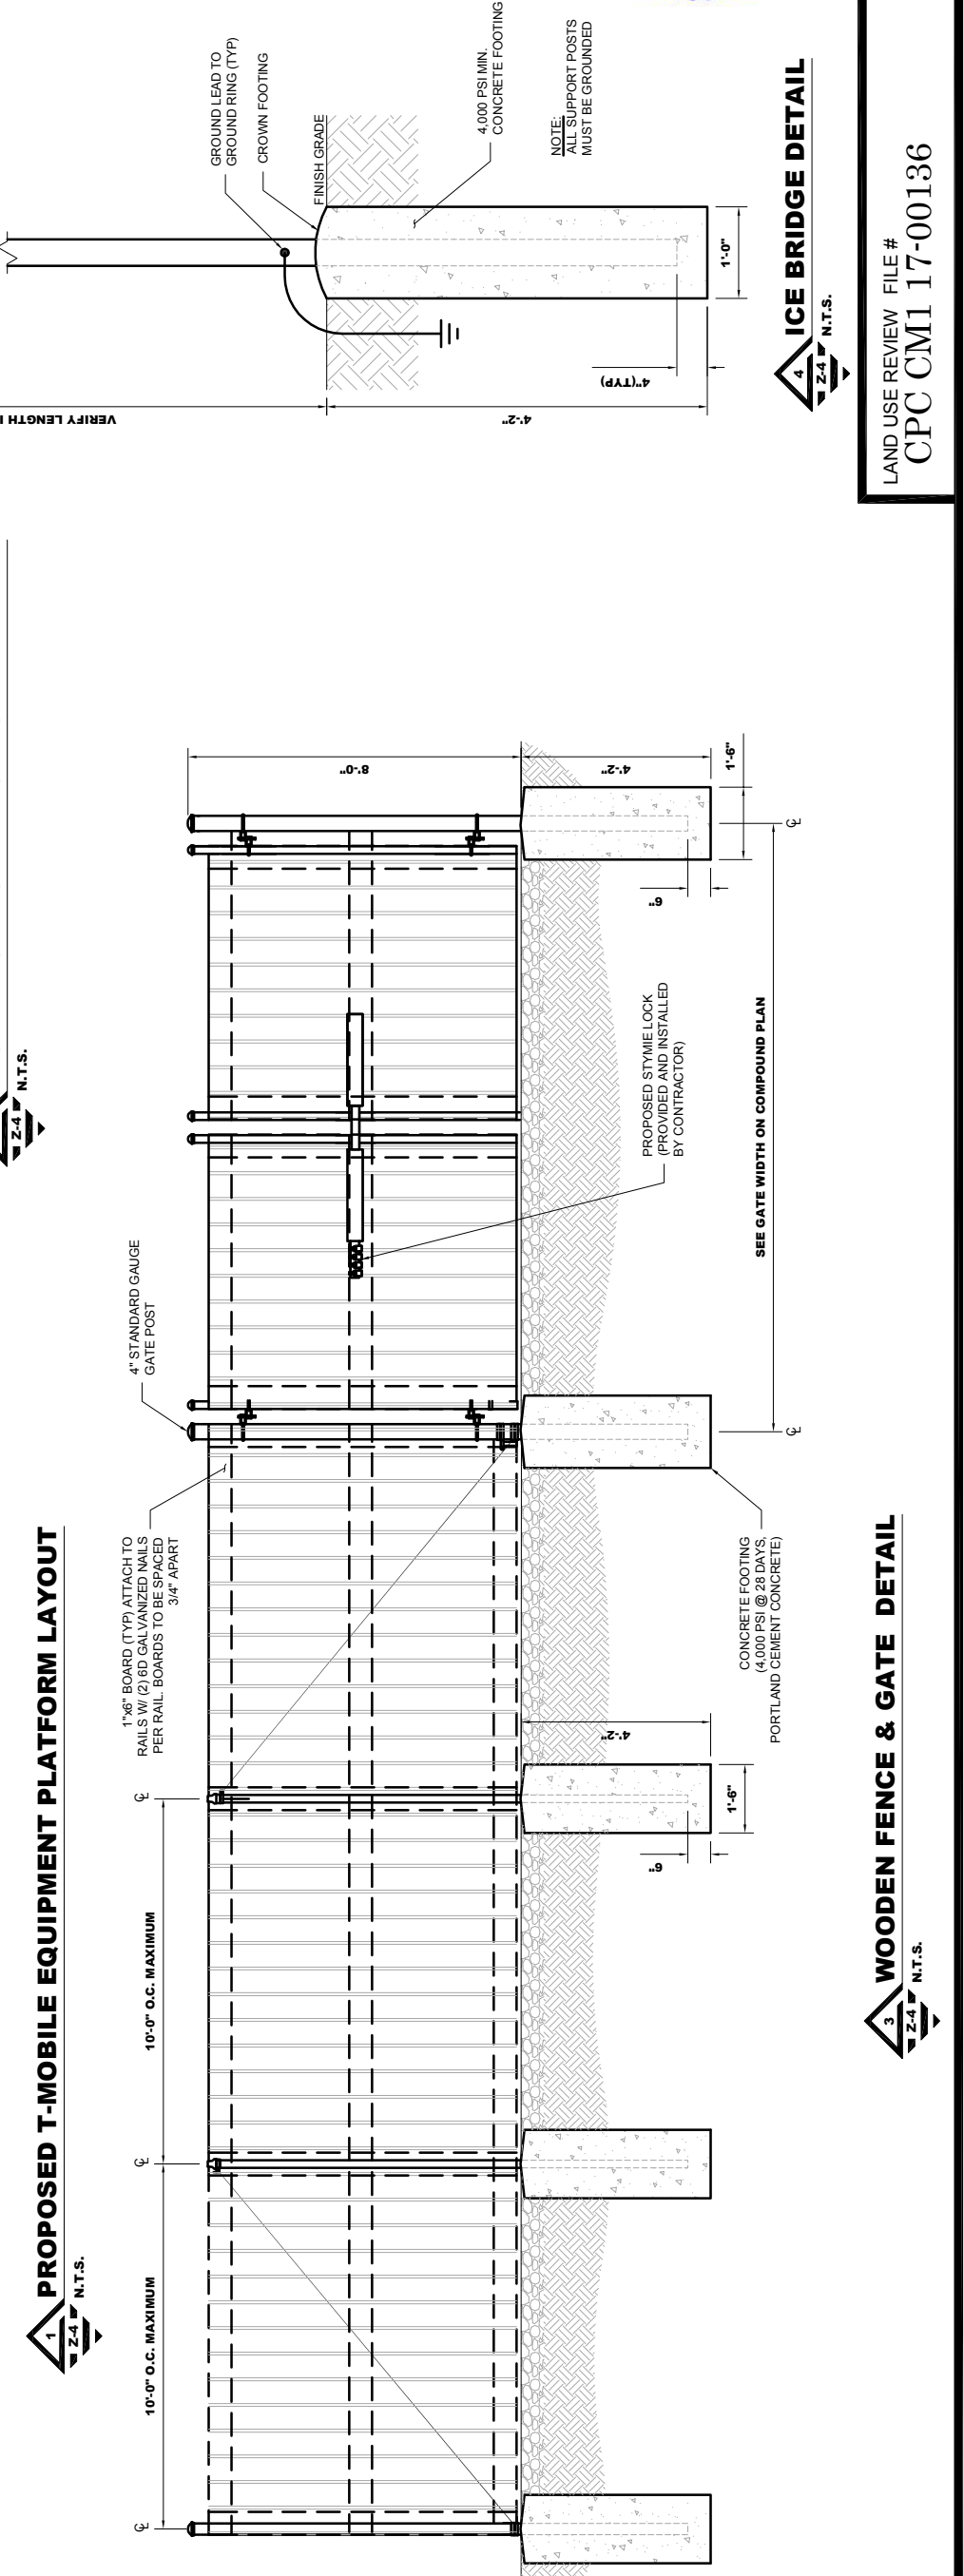 1
Z-4
PROPOSED T-MOBILE EQUIPMENT PLATFORM LAYOUT
N.T.S.
Z-4
N.T.S.
10'-0" O.C. MAXIMUM
10'-0" O.C. MAXIMUM
1"x6" BOARD (TYP) ATTACH TO
RAILS W/ (2) 6D GALVANIZED NAILS
PER RAIL. BOARDS TO BE SPACED
3/4" APART
4" STANDARD GAUGE
GATE POST
8'-0"
4'-2"
1'-6"
6"
PROPOSED STYMIE LOCK
(PROVIDED AND INSTALLED
BY CONTRACTOR)
SEE GATE WIDTH ON COMPOUND PLAN
4'-2"
1'-6"
6"
CONCRETE FOOTING
(4,000 PSI @ 28 DAYS,
PORTLAND CEMENT CONCRETE)
3
Z-4
WOODEN FENCE & GATE DETAIL
N.T.S.
VERIFY LENGTH
GROUND LEAD TO
GROUND RING (TYP)
CROWN FOOTING
FINISH GRADE
4'-2"
4"(TYP)
1'-0"
4,000 PSI MIN.
CONCRETE FOOTING
NOTE:
ALL SUPPORT POSTS
MUST BE GROUNDED
4
Z-4
ICE BRIDGE DETAIL
N.T.S.
LAND USE REVIEW FILE #
CPC CM1 17-00136